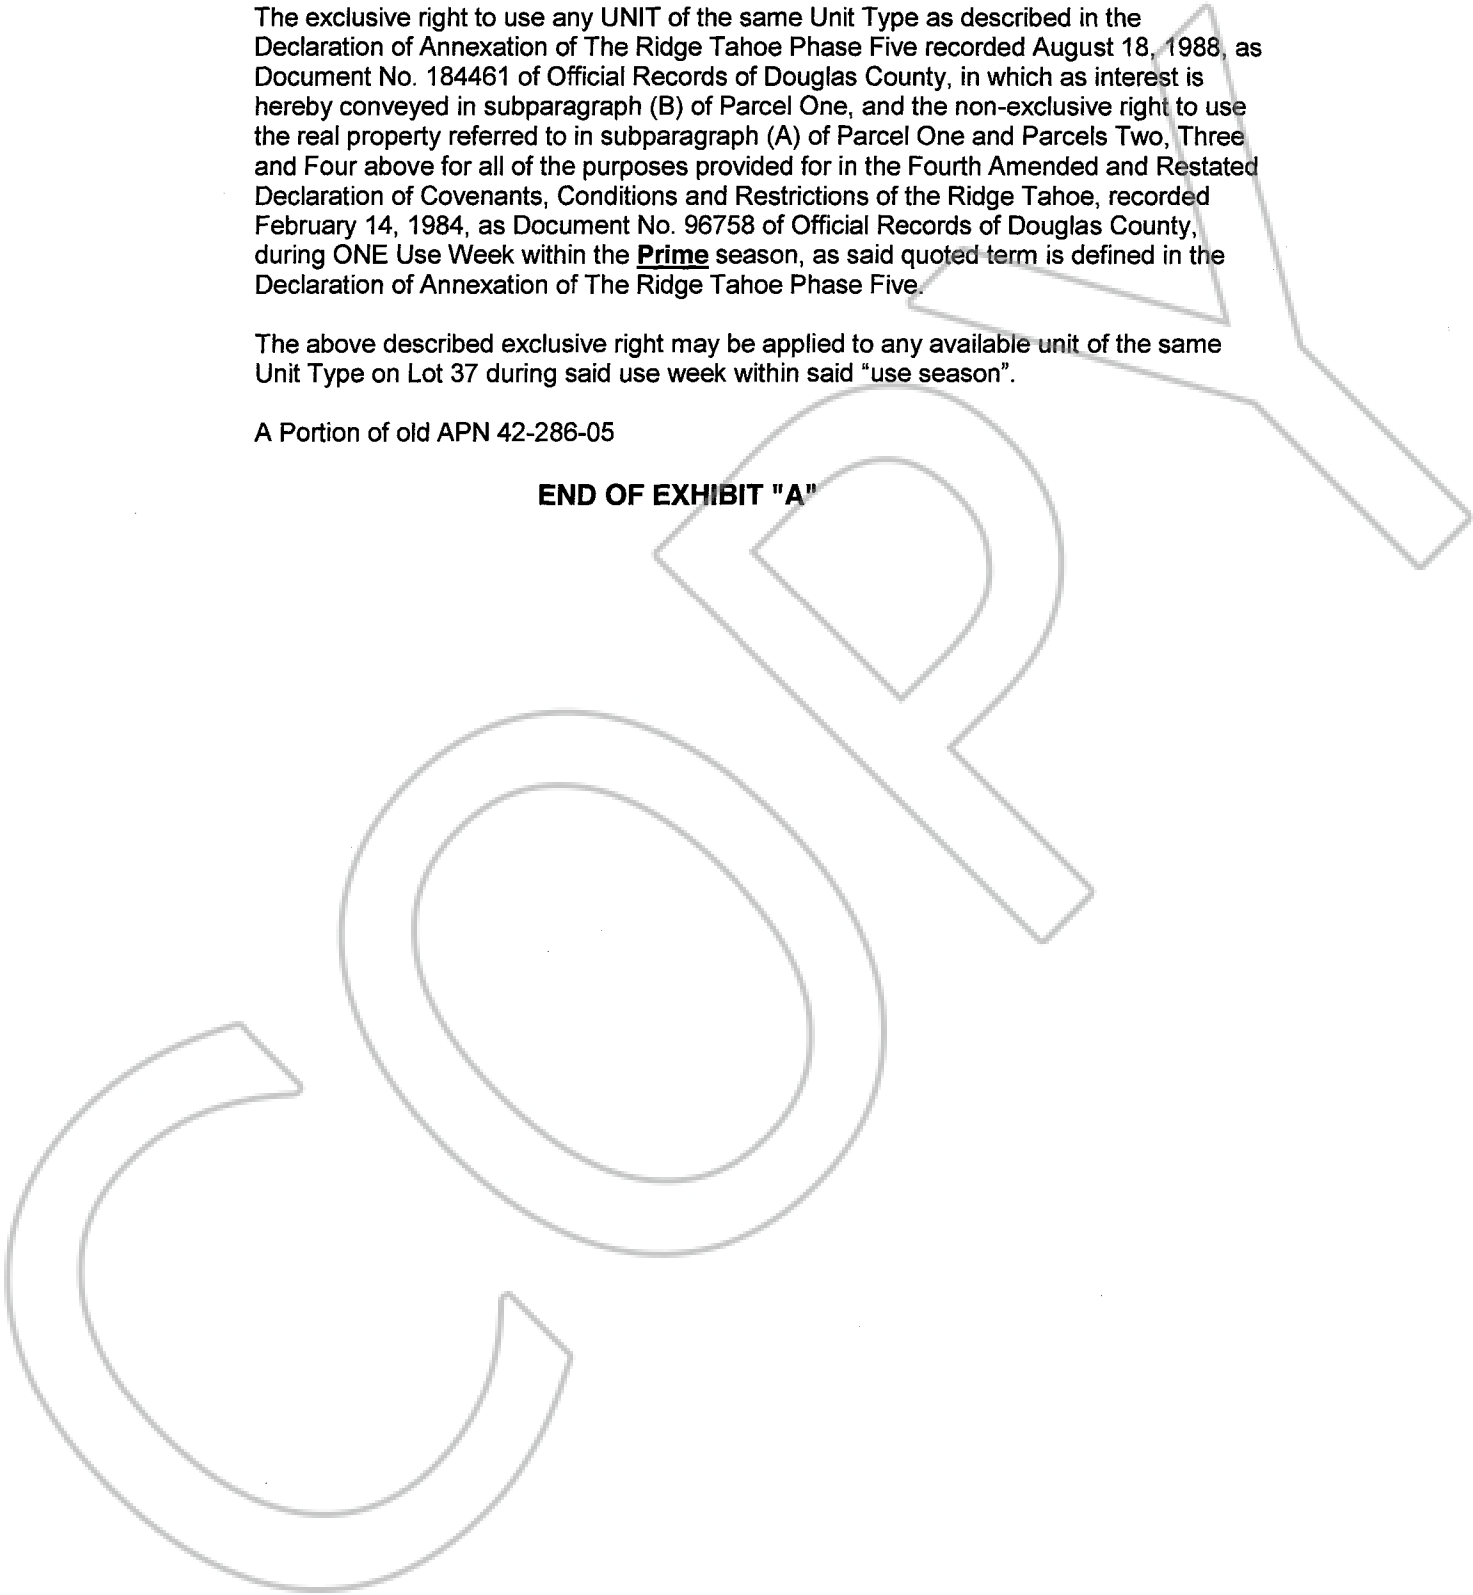 The exclusive right to use any UNIT of the same Unit Type as described in the
Declaration of Annexation of The Ridge Tahoe Phase Five recorded August 18, 1988, as
Document No. 184461 of Official Records of Douglas County, in which as interest is
hereby conveyed in subparagraph (B) of Parcel One, and the non-exclusive right to use
the real property referred to in subparagraph (A) of Parcel One and Parcels Two, Three
and Four above for all of the purposes provided for in the Fourth Amended and Restated
Declaration of Covenants, Conditions and Restrictions of the Ridge Tahoe, recorded
February 14, 1984, as Document No. 96758 of Official Records of Douglas County,
during ONE Use Week within the Prime season, as said quoted term is defined in the
Declaration of Annexation of The Ridge Tahoe Phase Five.
The above described exclusive right may be applied to any available unit of the same
Unit Type on Lot 37 during said use week within said “use season”.
A Portion of old APN 42-286-05
END OF EXHIBIT "A"
COPY